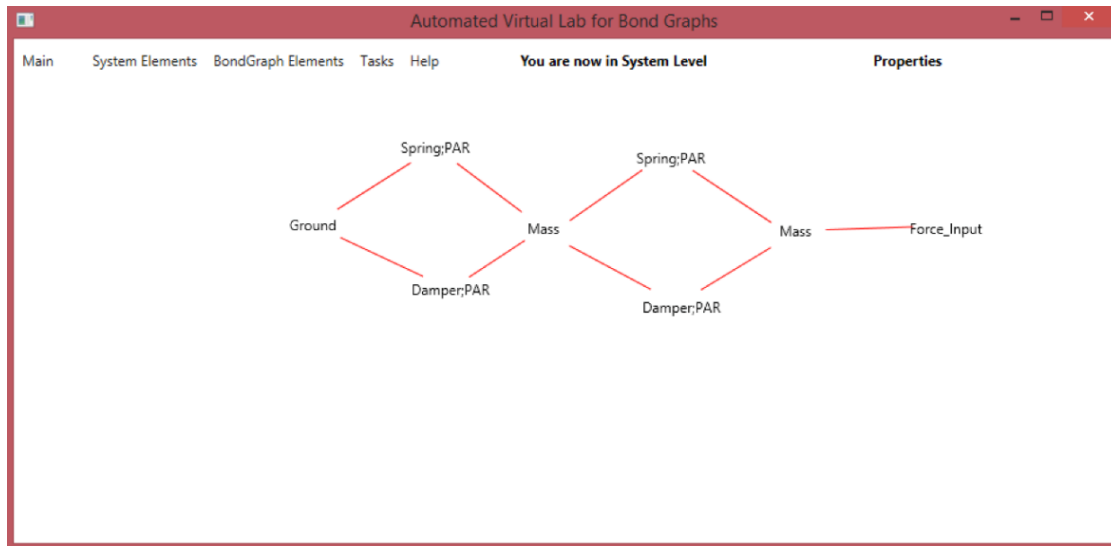 Automated Virtual Lab for Bond Graphs
Main System Elements BondGraph Elements Tasks Help You are now in System Level Properties
Spring;PAR
Spring;PAR
Ground
Mass
Mass
Force_Input
Damper;PAR
Damper;PAR